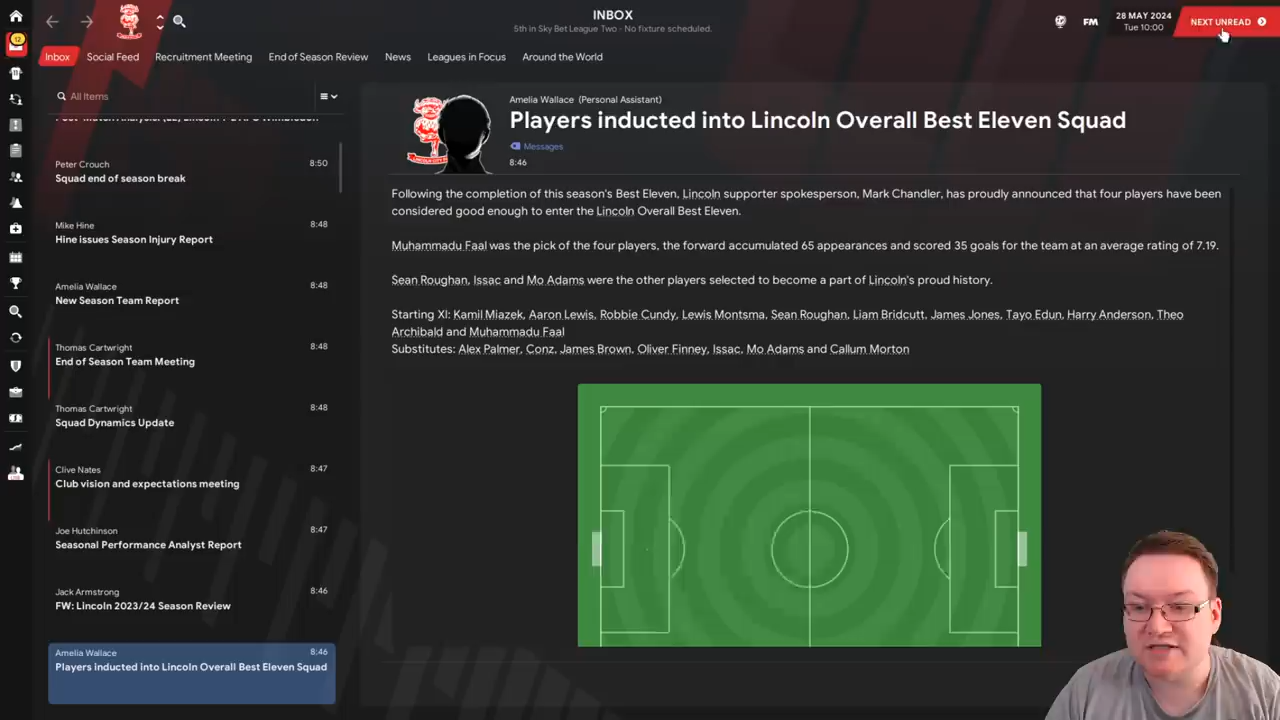 INBOX
5th in Sky Bet League Two - No fixture scheduled.
FM
28 MAY 2024
Tue 10:00
NEXT UNREAD
12
Inbox
Social Feed
Recruitment Meeting
End of Season Review
News
Leagues in Focus
Around the World
All Items
Post-Match Analysis: (L2) Lincoln 1-2 AFC Wimbledon
Peter Crouch
8:50
Squad end of season break
Mike Hine
8:48
Hine issues Season Injury Report
Amelia Wallace
8:48
New Season Team Report
Thomas Cartwright
8:48
End of Season Team Meeting
Thomas Cartwright
8:48
Squad Dynamics Update
Clive Nates
8:47
Club vision and expectations meeting
Joe Hutchinson
8:47
Seasonal Performance Analyst Report
Jack Armstrong
8:46
FW: Lincoln 2023/24 Season Review
Amelia Wallace
8:46
Players inducted into Lincoln Overall Best Eleven Squad
Amelia Wallace (Personal Assistant)
Players inducted into Lincoln Overall Best Eleven Squad
Messages
8:46
Following the completion of this season's Best Eleven, Lincoln supporter spokesperson, Mark Chandler, has proudly announced that four players have been
considered good enough to enter the Lincoln Overall Best Eleven.
Muhammadu Faal was the pick of the four players, the forward accumulated 65 appearances and scored 35 goals for the team at an average rating of 7.19.
Sean Roughan, Issac and Mo Adams were the other players selected to become a part of Lincoln's proud history.
Starting XI: Kamil Miazek, Aaron Lewis, Robbie Cundy, Lewis Montsma, Sean Roughan, Liam Bridcutt, James Jones, Tayo Edun, Harry Anderson, Theo
Archibald and Muhammadu Faal
Substitutes: Alex Palmer, Conz, James Brown, Oliver Finney, Issac, Mo Adams and Callum Morton